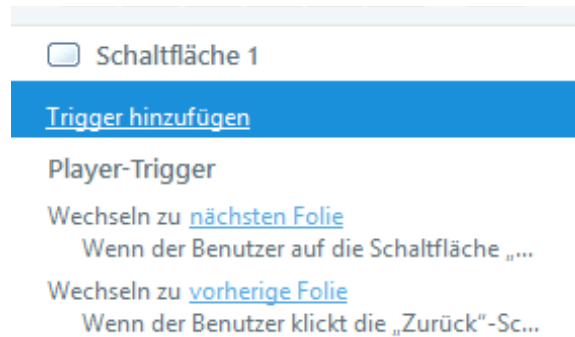 Schaltfläche 1
Trigger hinzufügen
Player-Trigger
Wechseln zu nächsten Folie
Wenn der Benutzer auf die Schaltfläche „...
Wechseln zu vorherige Folie
Wenn der Benutzer klickt die „Zurück“-Sc...